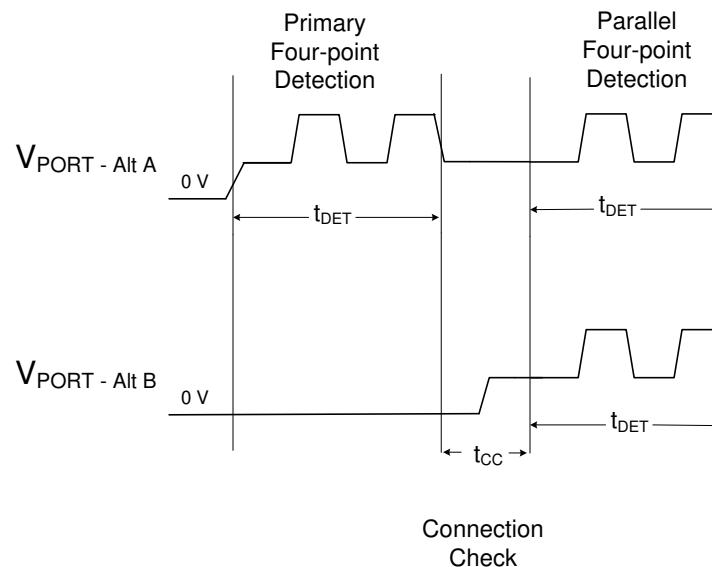 Primary
Four-point
Detection
Parallel
Four-point
Detection
VPORT - Alt A
0 V
tDET
tDET
VPORT - Alt B
0 V
tDET
tCC
Connection
Check